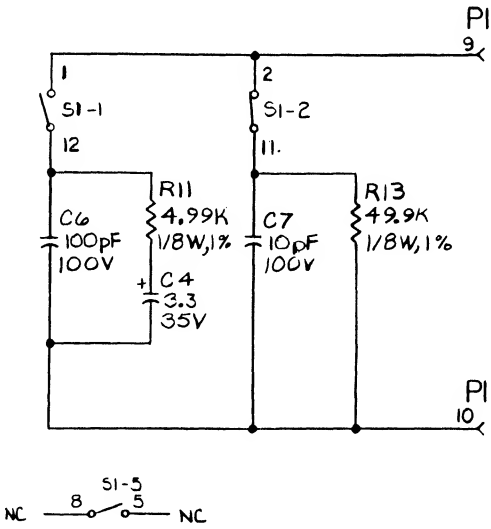 P1
9
1
S1-1
12
2
S1-2
11.
R11
4.99K
1/8W,1%
C6
100pF
100V
+ C4
3.3
35V
C7
10pF
100V
R13
49.9K
1/8W,1%
P1
10
S1-5
NC 8 5 NC